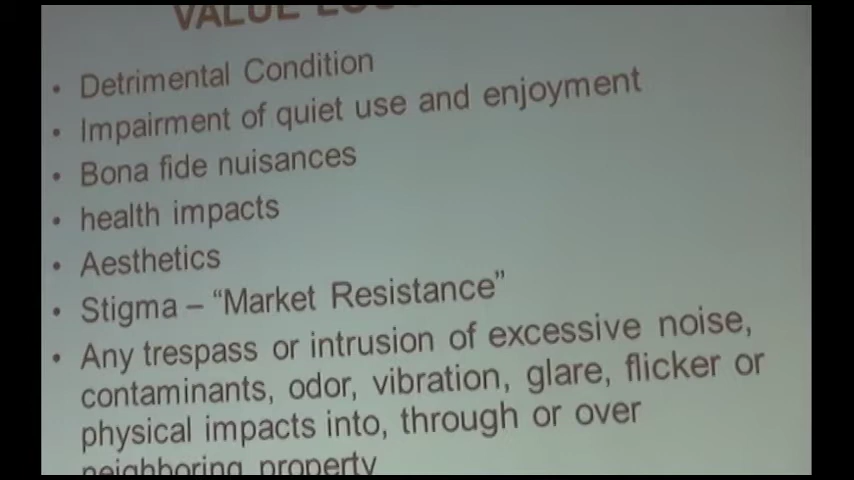 VALUE
• Detrimental Condition
• Impairment of quiet use and enjoyment
• Bona fide nuisances
• health impacts
• Aesthetics
• Stigma – “Market Resistance”
• Any trespass or intrusion of excessive noise,
contaminants, odor, vibration, glare, flicker or
physical impacts into, through or over
neighboring property